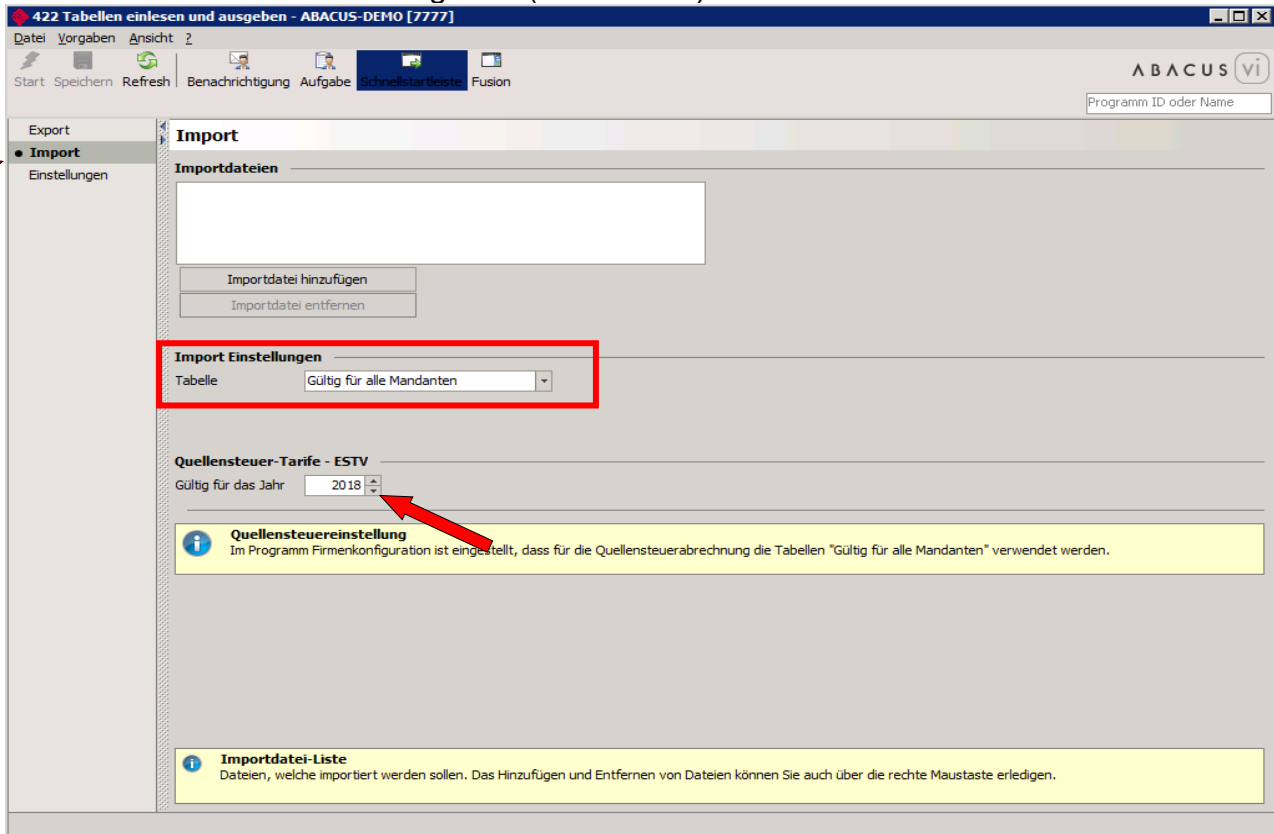 422 Tabellen einlesen und ausgeben - ABACUS-DEMO [7777]
Datei Vorgaben Ansicht ?
Start Speichern Refresh Benachrichtigung Aufgabe Schnellstartleiste Fusion
ABACUS vi
Programm ID oder Name
Export
Import
Einstellungen
Import
Importdateien
Importdatei hinzufügen
Importdatei entfernen
Import Einstellungen
Tabelle Gültig für alle Mandanten
Quellensteuer-Tarife - ESTV
Gültig für das Jahr 2018
Quellensteuereinstellung
Im Programm Firmenkonfiguration ist eingestellt, dass für die Quellensteuerabrechnung die Tabellen "Gültig für alle Mandanten" verwendet werden.
Importdatei-Liste
Dateien, welche importiert werden sollen. Das Hinzufügen und Entfernen von Dateien können Sie auch über die rechte Maustaste erledigen.